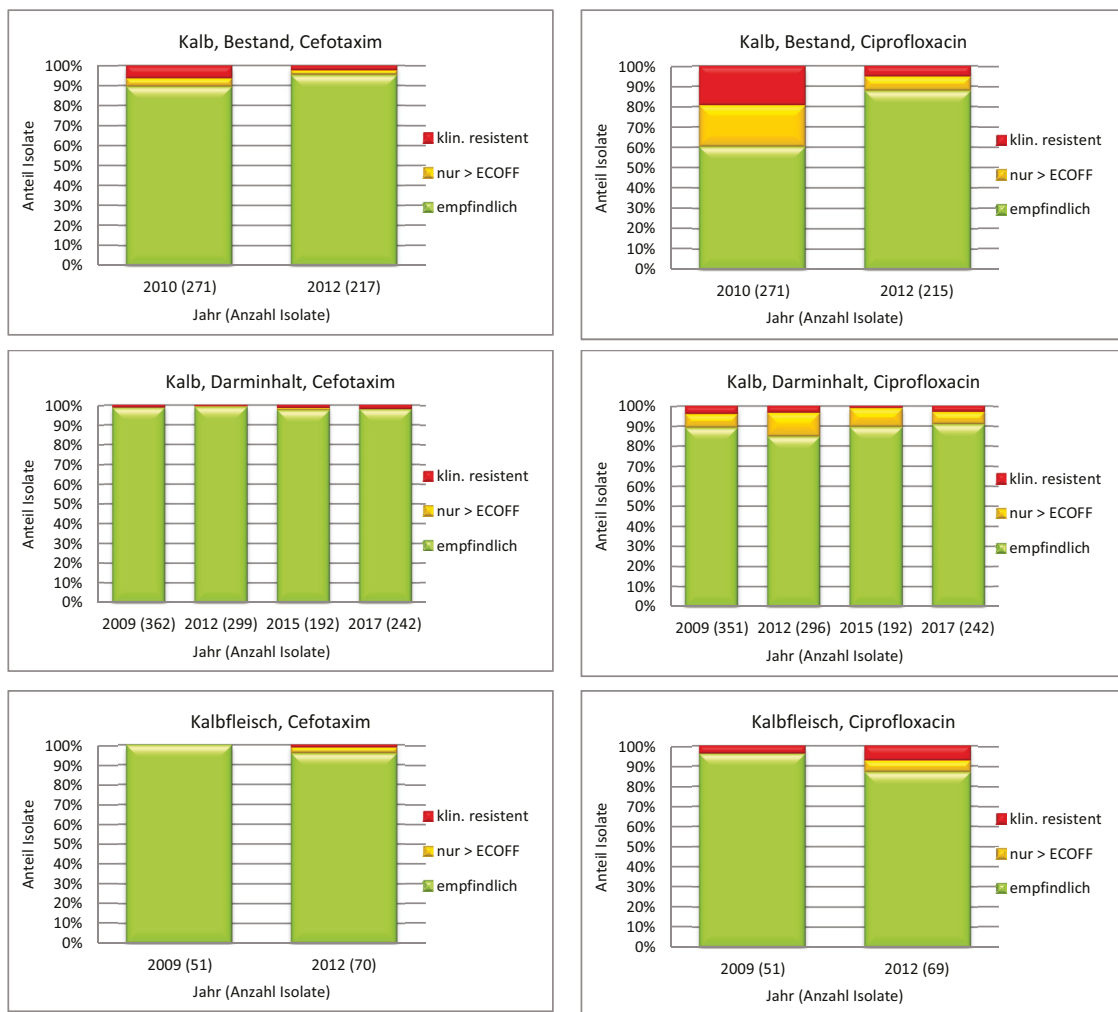 Kalb, Bestand, Cefotaxim
Anteil Isolate
100%
90%
80%
70%
60%
50%
40%
30%
20%
10%
0%
klin. resistent
nur > ECOFF
empfindlich
2010 (271) 2012 (217)
Jahr (Anzahl Isolate)
Kalb, Bestand, Ciprofloxacin
Anteil Isolate
100%
90%
80%
70%
60%
50%
40%
30%
20%
10%
0%
klin. resistent
nur > ECOFF
empfindlich
2010 (271) 2012 (215)
Jahr (Anzahl Isolate)
Kalb, Darminhalt, Cefotaxim
Anteil Isolate
100%
90%
80%
70%
60%
50%
40%
30%
20%
10%
0%
klin. resistent
nur > ECOFF
empfindlich
2009 (362) 2012 (299) 2015 (192) 2017 (242)
Jahr (Anzahl Isolate)
Kalb, Darminhalt, Ciprofloxacin
Anteil Isolate
100%
90%
80%
70%
60%
50%
40%
30%
20%
10%
0%
klin. resistent
nur > ECOFF
empfindlich
2009 (351) 2012 (296) 2015 (192) 2017 (242)
Jahr (Anzahl Isolate)
Kalbfleisch, Cefotaxim
Anteil Isolate
100%
90%
80%
70%
60%
50%
40%
30%
20%
10%
0%
klin. resistent
nur > ECOFF
empfindlich
2009 (51) 2012 (70)
Jahr (Anzahl Isolate)
Kalbfleisch, Ciprofloxacin
Anteil Isolate
100%
90%
80%
70%
60%
50%
40%
30%
20%
10%
0%
klin. resistent
nur > ECOFF
empfindlich
2009 (51) 2012 (69)
Jahr (Anzahl Isolate)